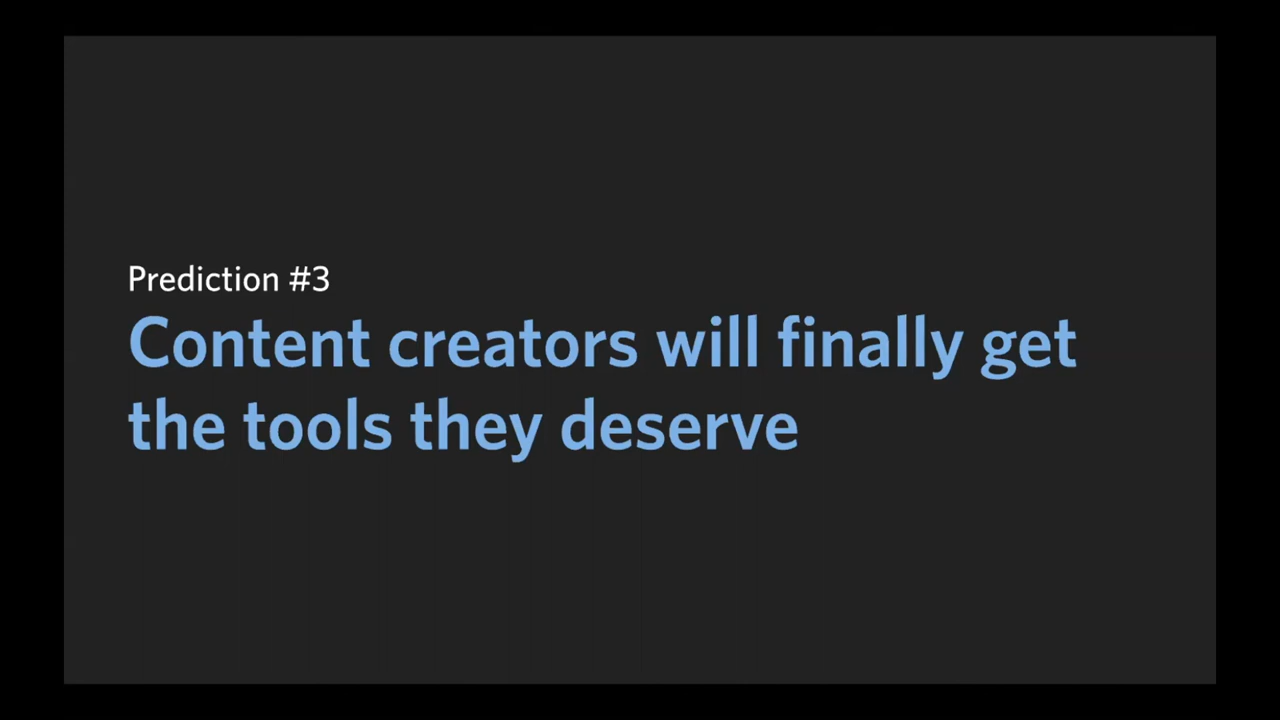 Prediction #3
Content creators will finally get
the tools they deserve